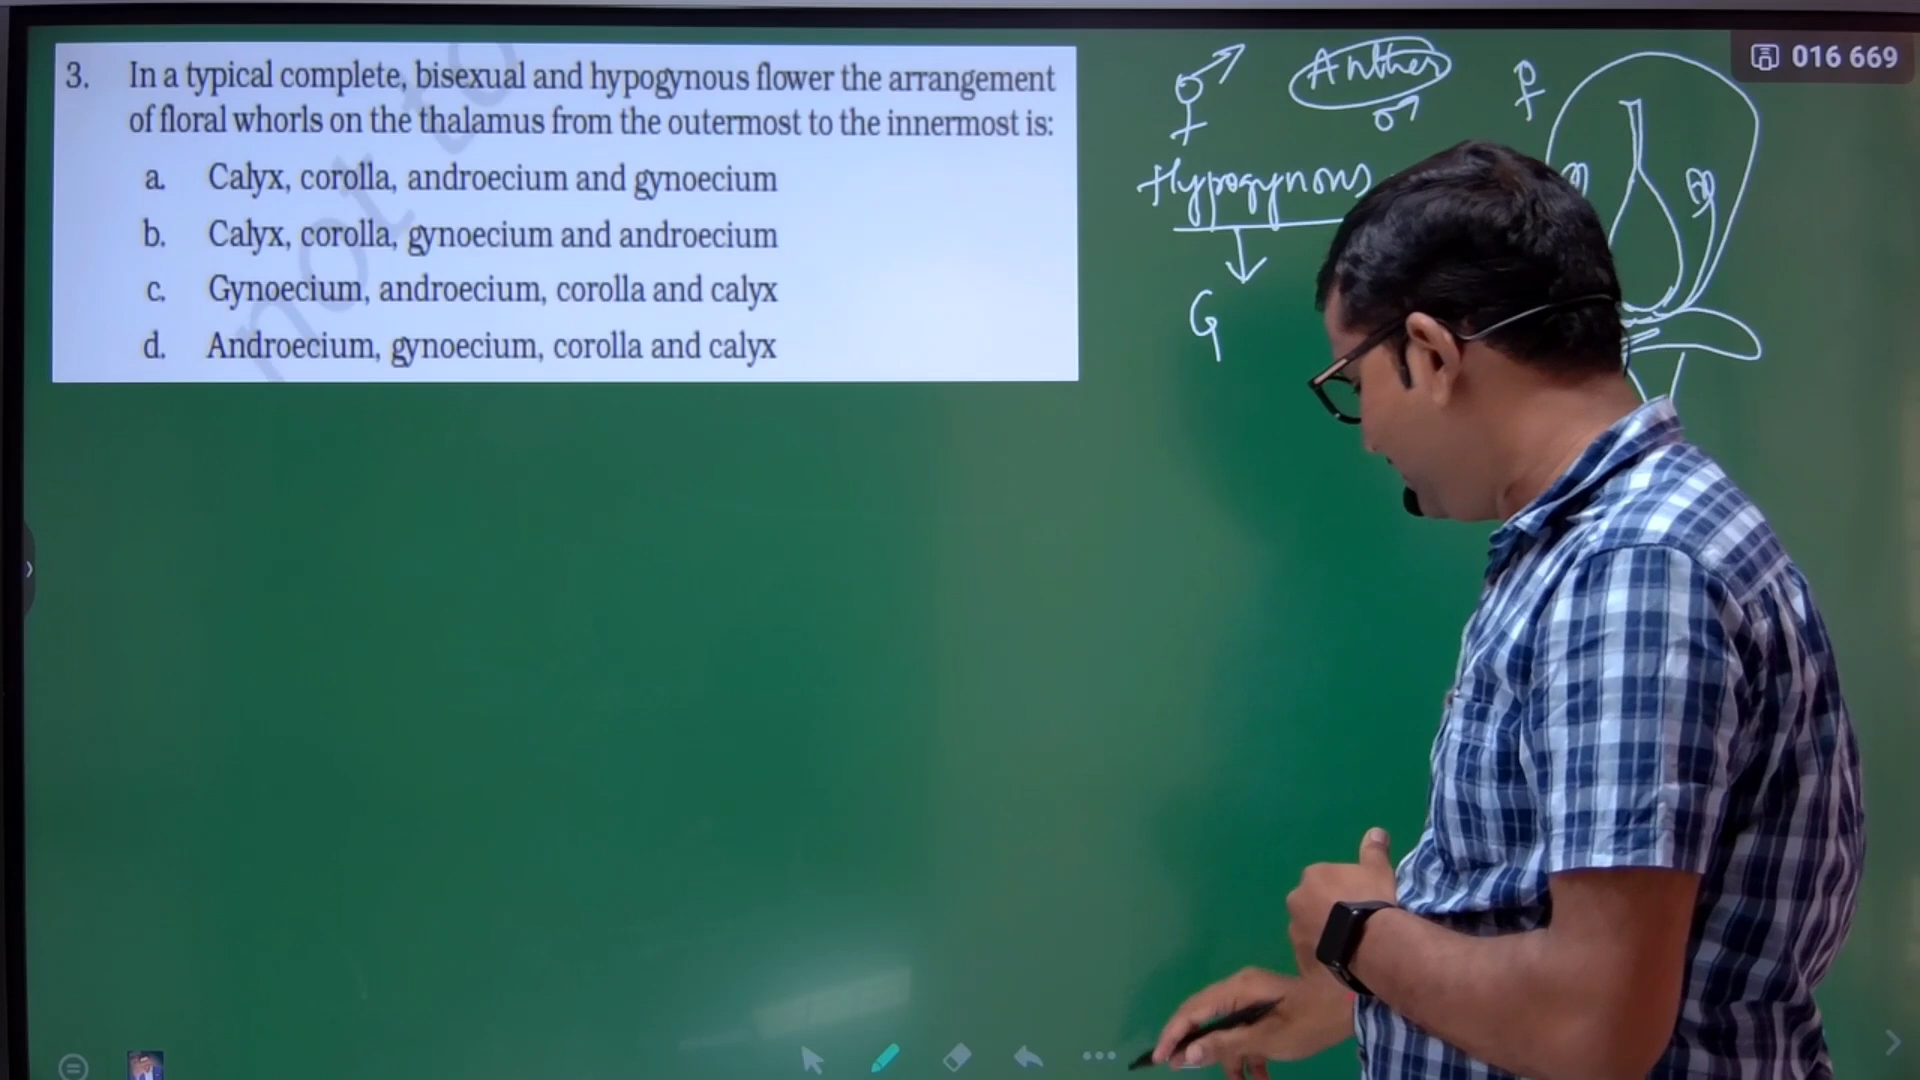 3. In a typical complete, bisexual and hypogynous flower the arrangement
of floral whorls on the thalamus from the outermost to the innermost is:
a. Calyx, corolla, androecium and gynoecium
b. Calyx, corolla, gynoecium and androecium
c. Gynoecium, androecium, corolla and calyx
d. Androecium, gynoecium, corolla and calyx
not to
Anther
♂
♀
Hypogynous
G
016 669